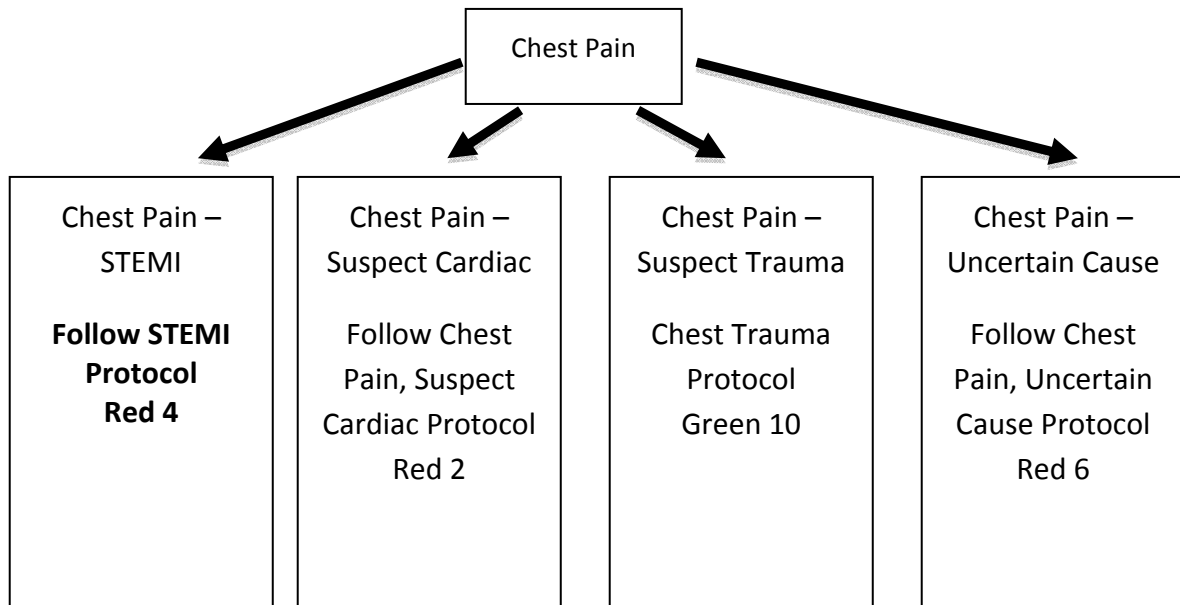 Chest Pain
Chest Pain –
STEMI
Follow STEMI
Protocol
Red 4
Chest Pain –
Suspect Cardiac
Follow Chest
Pain, Suspect
Cardiac Protocol
Red 2
Chest Pain –
Suspect Trauma
Chest Trauma
Protocol
Green 10
Chest Pain –
Uncertain Cause
Follow Chest
Pain, Uncertain
Cause Protocol
Red 6